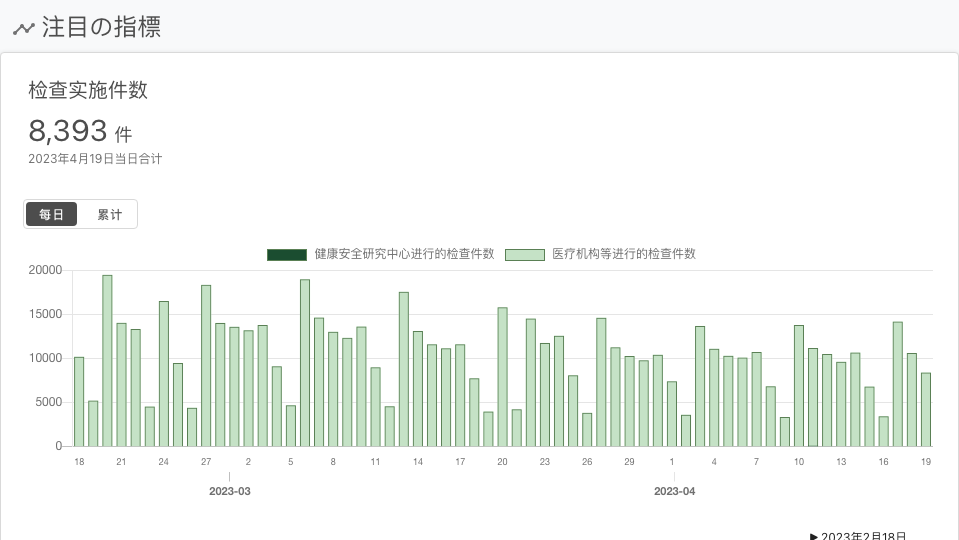 注目の指標
检查实施件数
8,393 件
2023年4月19日当日合计
每日 累计
健康安全研究中心进行的检查件数 医疗机构等进行的检查件数
20000
15000
10000
5000
0
18 21 24 27 2 5 8 11 14 17 20 23 26 29 1 4 7 10 13 16 19
2023-03 2023-04
▶ 2023年2月18日